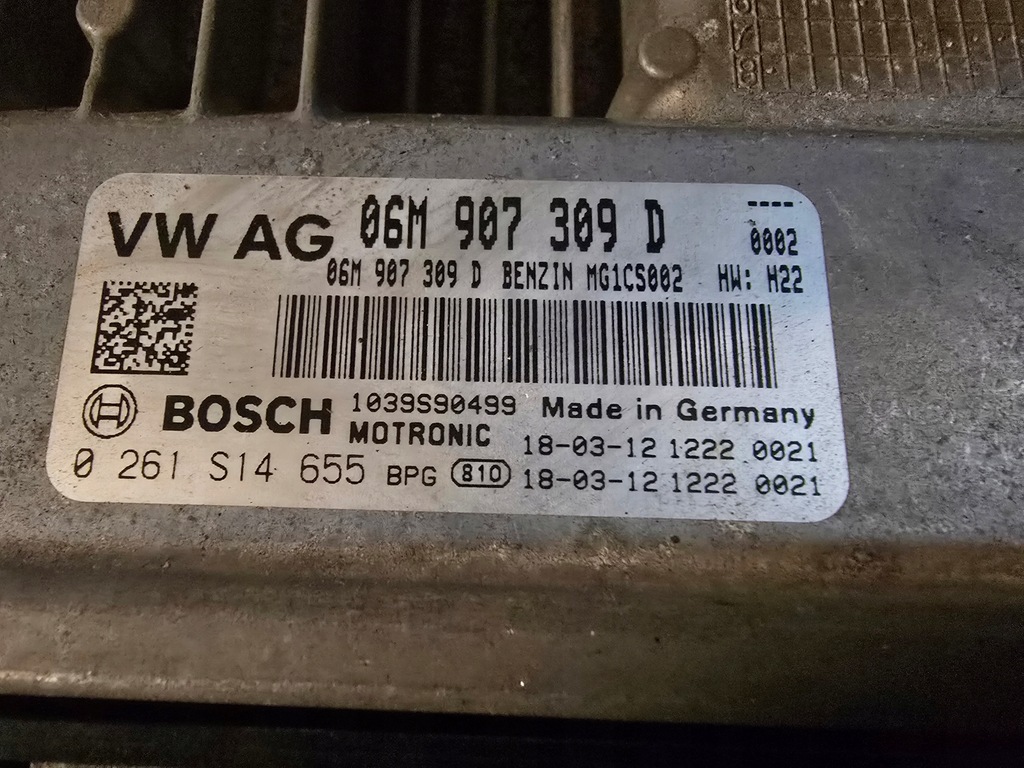 VW AG 06M 907 309 D ----
0002
06M 907 309 D BENZIN MG1CS002 HW: H22
BOSCH 1039S90499 Made in Germany
MOTRONIC 18-03-12 1222 0021
0 261 S14 655 BPG 810 18-03-12 1222 0021